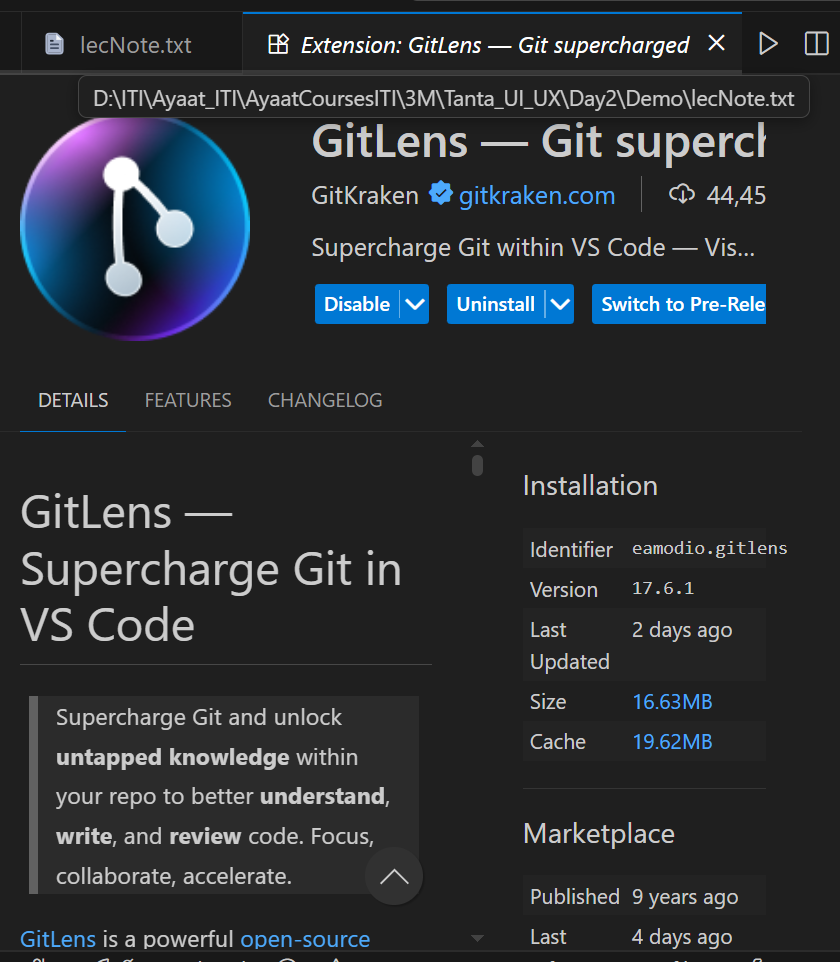 lecNote.txt
Extension: GitLens — Git supercharged
D:\ITI\Ayaat_ITI\AyaatCoursesITI\3M\Tanta_UI_UX\Day2\Demo\lecNote.txt
GitLens — Git superch
GitKraken gitkraken.com 44,45
Supercharge Git within VS Code — Vis...
Disable Uninstall Switch to Pre-Rele
DETAILS FEATURES CHANGELOG
GitLens —
Supercharge Git in
VS Code
Supercharge Git and unlock
untapped knowledge within
your repo to better understand,
write, and review code. Focus,
collaborate, accelerate.
GitLens is a powerful open-source
Installation
Identifier eamodio.gitlens
Version 17.6.1
Last
Updated
2 days ago
Size 16.63MB
Cache 19.62MB
Marketplace
Published 9 years ago
Last 4 days ago